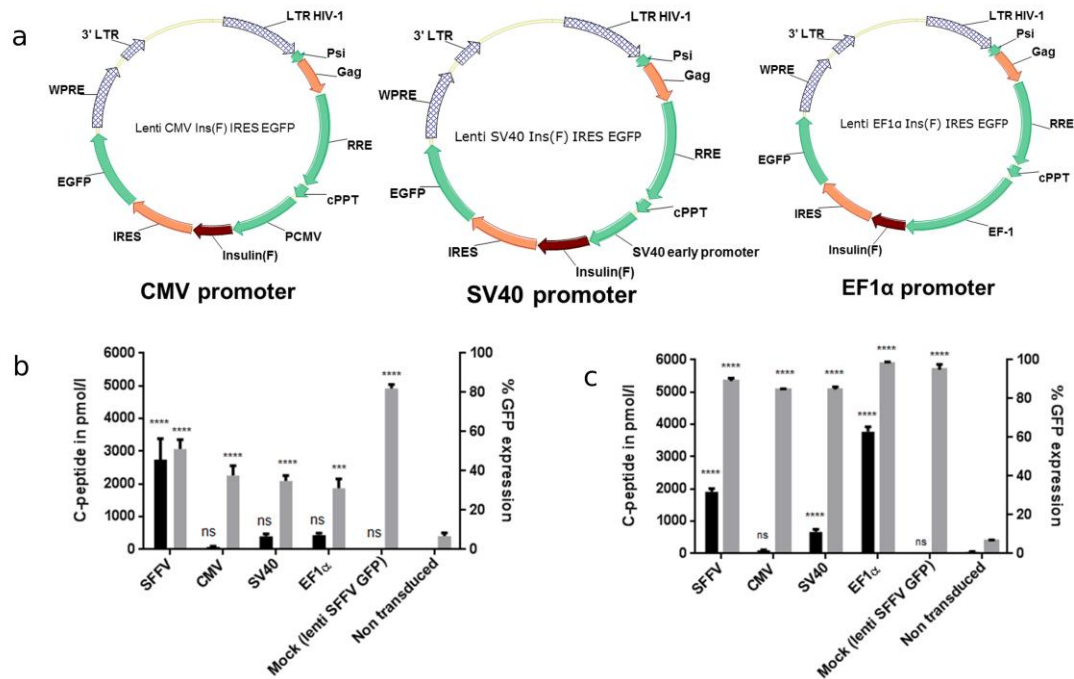 a
LTR HIV-1
3' LTR
Psi
Gag
WPRE
Lenti CMV Ins(F) IRES EGFP
RRE
EGFP
cPPT
IRES
PCMV
Insulin(F)
CMV promoter
LTR HIV-1
3' LTR
Psi
Gag
WPRE
Lenti SV40 Ins(F) IRES EGFP
RRE
EGFP
cPPT
IRES
SV40 early promoter
Insulin(F)
SV40 promoter
LTR HIV-1
3' LTR
Psi
Gag
WPRE
Lenti EF1α Ins(F) IRES EGFP
RRE
EGFP
cPPT
IRES
EF-1
Insulin(F)
EF1α promoter
b
C-peptide in pmol/l
6000
5000
4000
3000
2000
1000
0
**** **** ns **** ns **** ns *** ns ****
100
80
60
40
20
0
% GFP expression
SFFV
CMV
SV40
EF1α
Mock (lenti SFFV GFP)
Non transduced
c
C-peptide in pmol/l
6000
5000
4000
3000
2000
1000
0
**** **** ns **** **** **** **** **** ns ****
100
80
60
40
20
0
% GFP expression
SFFV
CMV
SV40
EF1α
Mock (lenti SFFV GFP)
Non transduced